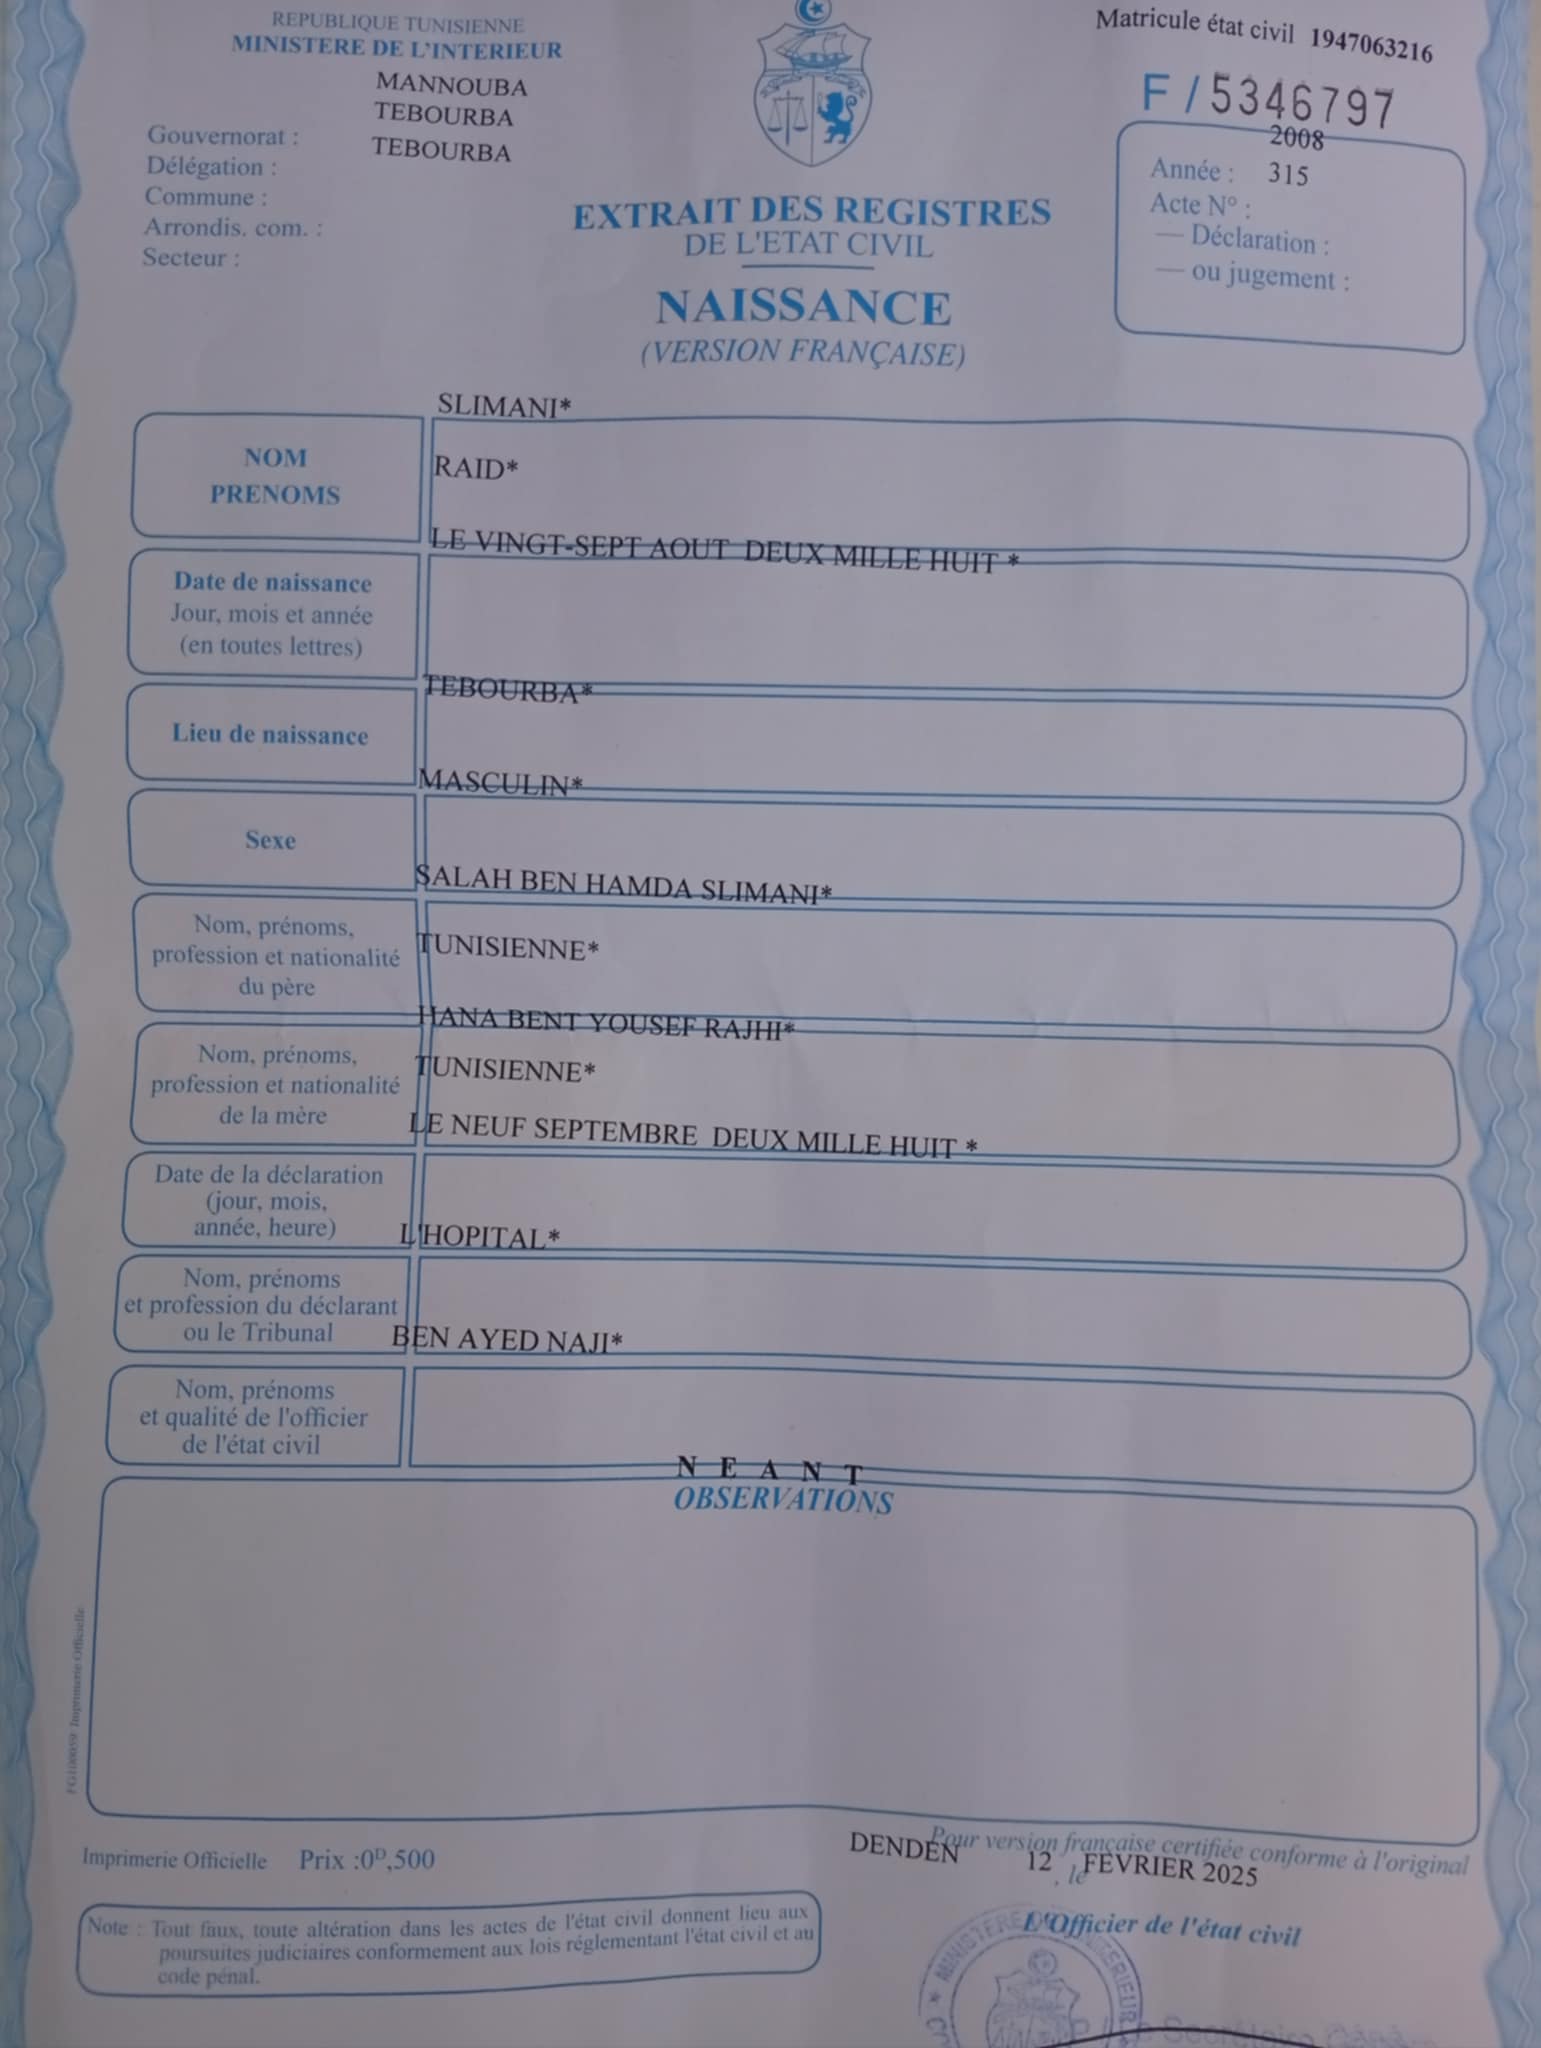 REPUBLIQUE TUNISIENNE
MINISTERE DE L'INTERIEUR
MANNOUBA
TEBOURBA
Gouvernorat : TEBOURBA
Délégation :
Commune :
Arrondis. com. :
Secteur :
Matricule état civil 1947063216
F / 5346797
2008
Année : 315
Acte N° :
— Déclaration :
— ou jugement :
EXTRAIT DES REGISTRES
DE L'ETAT CIVIL
NAISSANCE
(VERSION FRANÇAISE)
SLIMANI*
NOM
PRENOMS
RAID*
LE VINGT-SEPT AOUT DEUX MILLE HUIT *
Date de naissance
Jour, mois et année
(en toutes lettres)
TEBOURBA*
Lieu de naissance
MASCULIN*
Sexe
SALAH BEN HAMDA SLIMANI*
Nom, prénoms,
profession et nationalité
du père
TUNISIENNE*
HANA BENT YOUSEF RAJHI*
Nom, prénoms,
profession et nationalité
de la mère
TUNISIENNE*
LE NEUF SEPTEMBRE DEUX MILLE HUIT *
Date de la déclaration
(jour, mois,
année, heure)
L'HOPITAL*
Nom, prénoms
et profession du déclarant
ou le Tribunal
BEN AYED NAJI*
Nom, prénoms
et qualité de l'officier
de l'état civil
N E A N T
OBSERVATIONS
Imprimerie Officielle
Imprimerie Officielle Prix :0D,500
Pour version française certifiée conforme à l'original
DENDEN 12 , le FEVRIER 2025
L'Officier de l'état civil
Note : Tout faux, toute altération dans les actes de l'état civil donnent lieu aux
poursuites judiciaires conformement aux lois réglementant l'état civil et au
code pénal.
MINISTERE